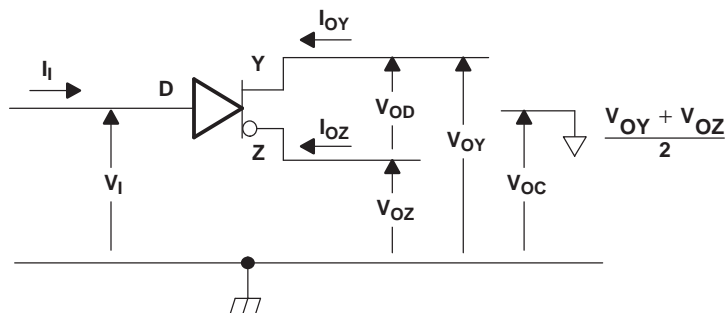 I_OY
I_I
D
Y
I_OZ
Z
V_I
V_OD
V_OY
V_OZ
V_OC
V_OY + V_OZ
2